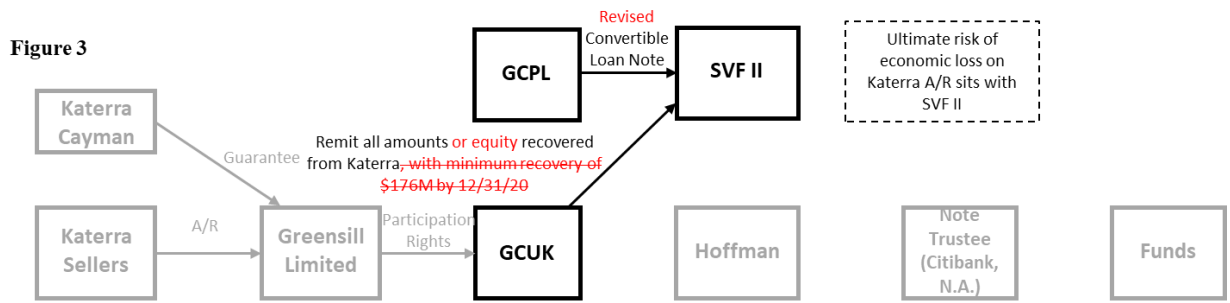 Figure 3
Revised
Convertible
Loan Note
GCPL
SVF II
Ultimate risk of
economic loss on
Katerra A/R sits with
SVF II
Katerra
Cayman
Guarantee
Remit all amounts or equity recovered
from Katerra, with minimum recovery of
$176M by 12/31/20
Katerra
Sellers
A/R
Greensill
Limited
Participation
Rights
GCUK
Hoffman
Note
Trustee
(Citibank,
N.A.)
Funds